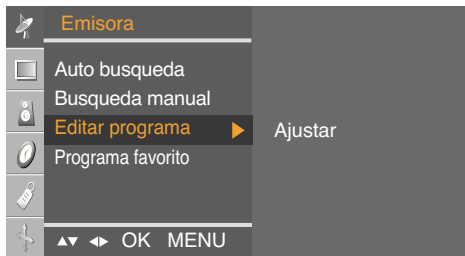 Emisora
Auto busqueda
Busqueda manual
Editar programa
Ajustar
Programa favorito
OK MENU